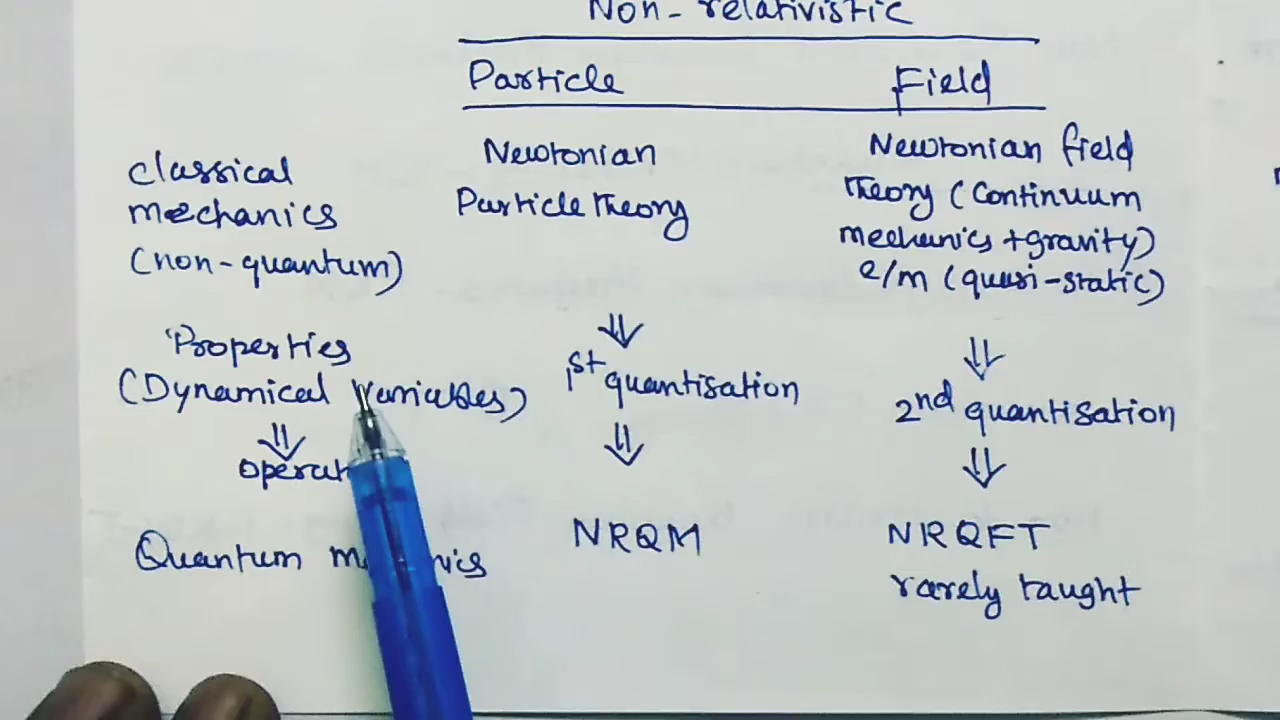 Non-relativistic
Particle Field
classical
mechanics
(non-quantum)
Newtonian
Particle Theory
Newtonian field
Theory (Continuum
mechanics + gravity)
e/m (quasi-static)
Properties
(Dynamical Variables)
⇓
⇓
1st quantisation
⇓
NRQM
⇓
2nd quantisation
⇓
NRQFT
rarely taught
Quantum